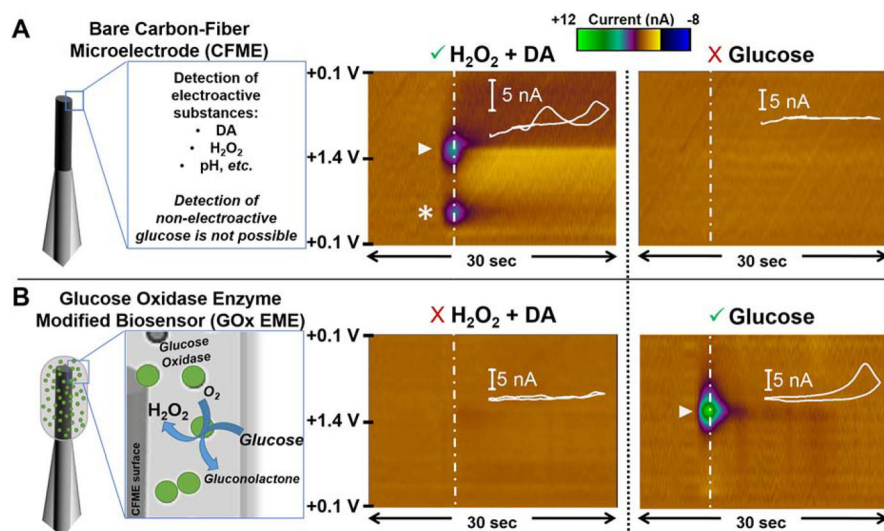 A
Bare Carbon-Fiber
Microelectrode (CFME)
Detection of
electroactive
substances:
• DA
• H₂O₂
• pH, etc.
Detection of
non-electroactive
glucose is not possible
+12 Current (nA) -8
✓ H₂O₂ + DA
X Glucose
+0.1 V
+1.4 V
+0.1 V
5 nA
*
5 nA
30 sec
30 sec
B
Glucose Oxidase Enzyme
Modified Biosensor (GOx EME)
Glucose
Oxidase
O₂
H₂O₂
Glucose
Gluconolactone
CFME surface
X H₂O₂ + DA
✓ Glucose
+0.1 V
+1.4 V
+0.1 V
5 nA
5 nA
30 sec
30 sec